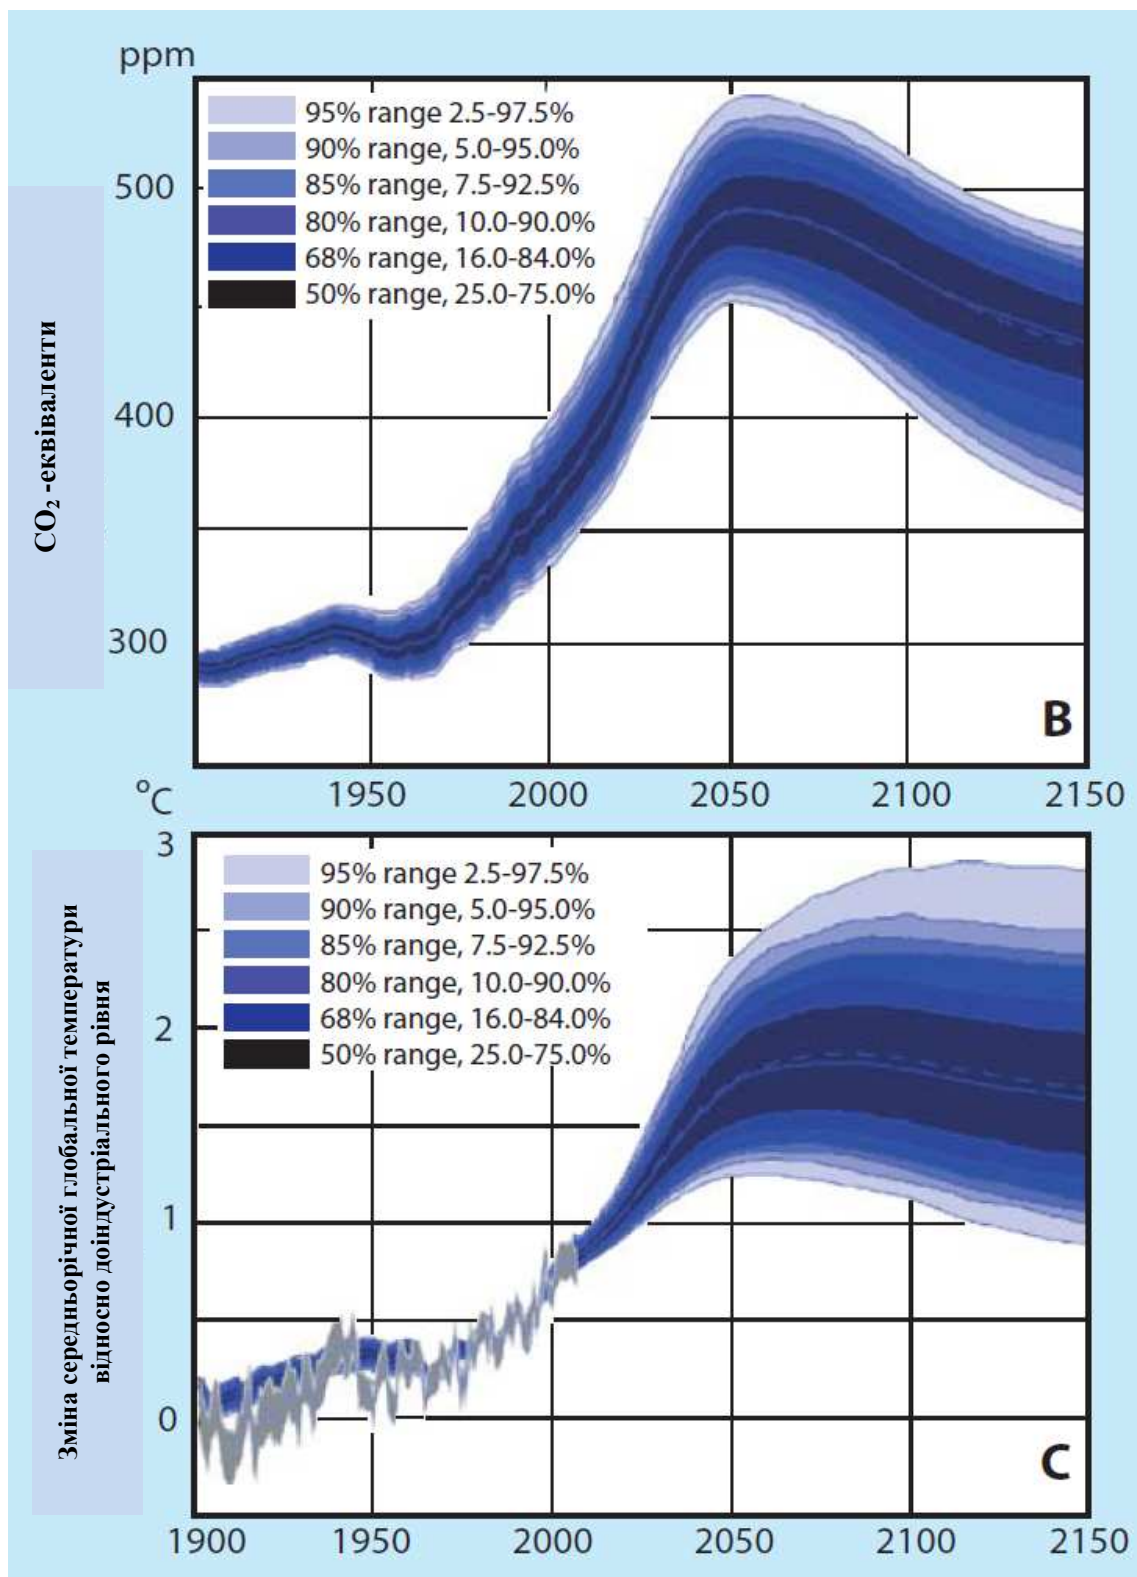 ppm
95% range 2.5-97.5%
90% range, 5.0-95.0%
85% range, 7.5-92.5%
80% range, 10.0-90.0%
68% range, 16.0-84.0%
50% range, 25.0-75.0%
500
400
300
CO₂ -еквіваленти
B
1950 2000 2050 2100 2150
°C
95% range 2.5-97.5%
90% range, 5.0-95.0%
85% range, 7.5-92.5%
80% range, 10.0-90.0%
68% range, 16.0-84.0%
50% range, 25.0-75.0%
3
2
1
0
Зміна середньорічної глобальної температури
відносно доіндустріального рівня
C
1900 1950 2000 2050 2100 2150